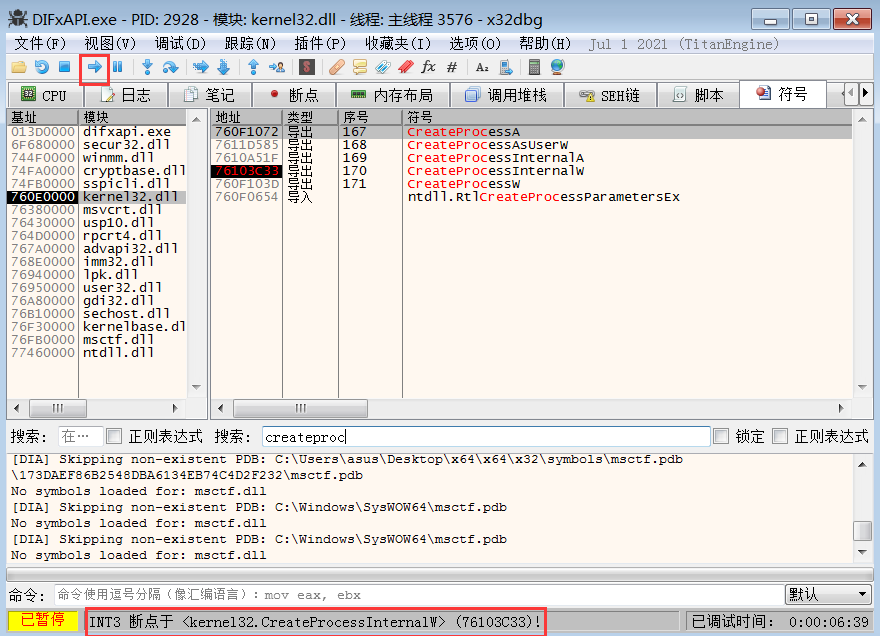 DIFxAPI.exe - PID: 2928 - 模块: kernel32.dll - 线程: 主线程 3576 - x32dbg
文件(F) 视图(V) 调试(D) 跟踪(N) 插件(P) 收藏夹(I) 选项(O) 帮助(H) Jul 1 2021 (TitanEngine)
CPU 日志 笔记 断点 内存布局 调用堆栈 SEH链 脚本 符号
基址 模块 地址 类型 序号 符号
013D0000 difxapi.exe 760F1072 导出 167 CreateProcessA
6F680000 secur32.dll 7611D585 导出 168 CreateProcessAsUserW
744F0000 winmm.dll 7610A51F 导出 169 CreateProcessInternalA
74FA0000 cryptbase.dll 76103C33 导出 170 CreateProcessInternalW
74FB0000 sspicli.dll 760F103D 导出 171 CreateProcessW
760E0000 kernel32.dll 760F0654 导入 ntdll.RtlCreateProcessParametersEx
76380000 msvcrt.dll
76430000 usp10.dll
764D0000 rpcrt4.dll
767A0000 advapi32.dll
768E0000 imm32.dll
76940000 lpk.dll
76950000 user32.dll
76A80000 gdi32.dll
76B10000 sechost.dll
76F30000 kernelbase.dl
76FB0000 msctf.dll
77460000 ntdll.dll
搜索: 在… 正则表达式 搜索: createproc 锁定 正则表达式
[DIA] Skipping non-existent PDB: C:\Users\asus\Desktop\x64\x64\x32\symbols\msctf.pdb
\173DAEF86B2548DBA6134EB74C4D2F232\msctf.pdb
No symbols loaded for: msctf.dll
[DIA] Skipping non-existent PDB: C:\Windows\SysWOW64\msctf.pdb
No symbols loaded for: msctf.dll
[DIA] Skipping non-existent PDB: C:\Windows\SysWOW64\msctf.pdb
No symbols loaded for: msctf.dll
命令: 命令使用逗号分隔（像汇编语言）: mov eax, ebx 默认
已暂停 INT3 断点于 <kernel32.CreateProcessInternalW> (76103C33)! 已调试时间: 0:00:06:39